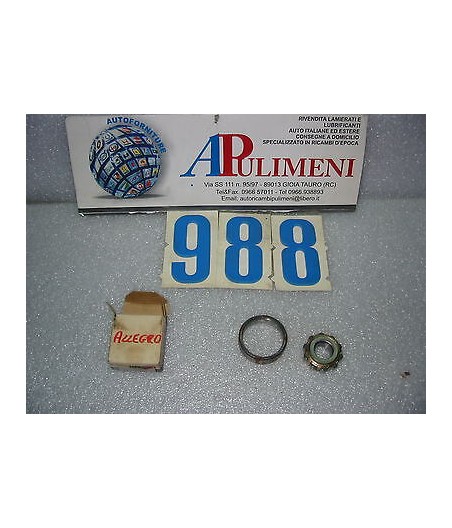 AUTOFORNITURE
RIVENDITA LAMIERATI E
LUBRIFICANTI
AUTO ITALIANE ED ESTERE
CONSEGNE A DOMICILIO
SPECIALIZZATO IN RICAMBI D'EPOCA
APULIMENI
Via SS 111 n. 95/97 - 89013 GIOIA TAURO (RC)
Tel&Fax. 0966 57011 - Tel 0966.938893
Email: autoricambipulimeni@libero.it
988
ALLEGRO